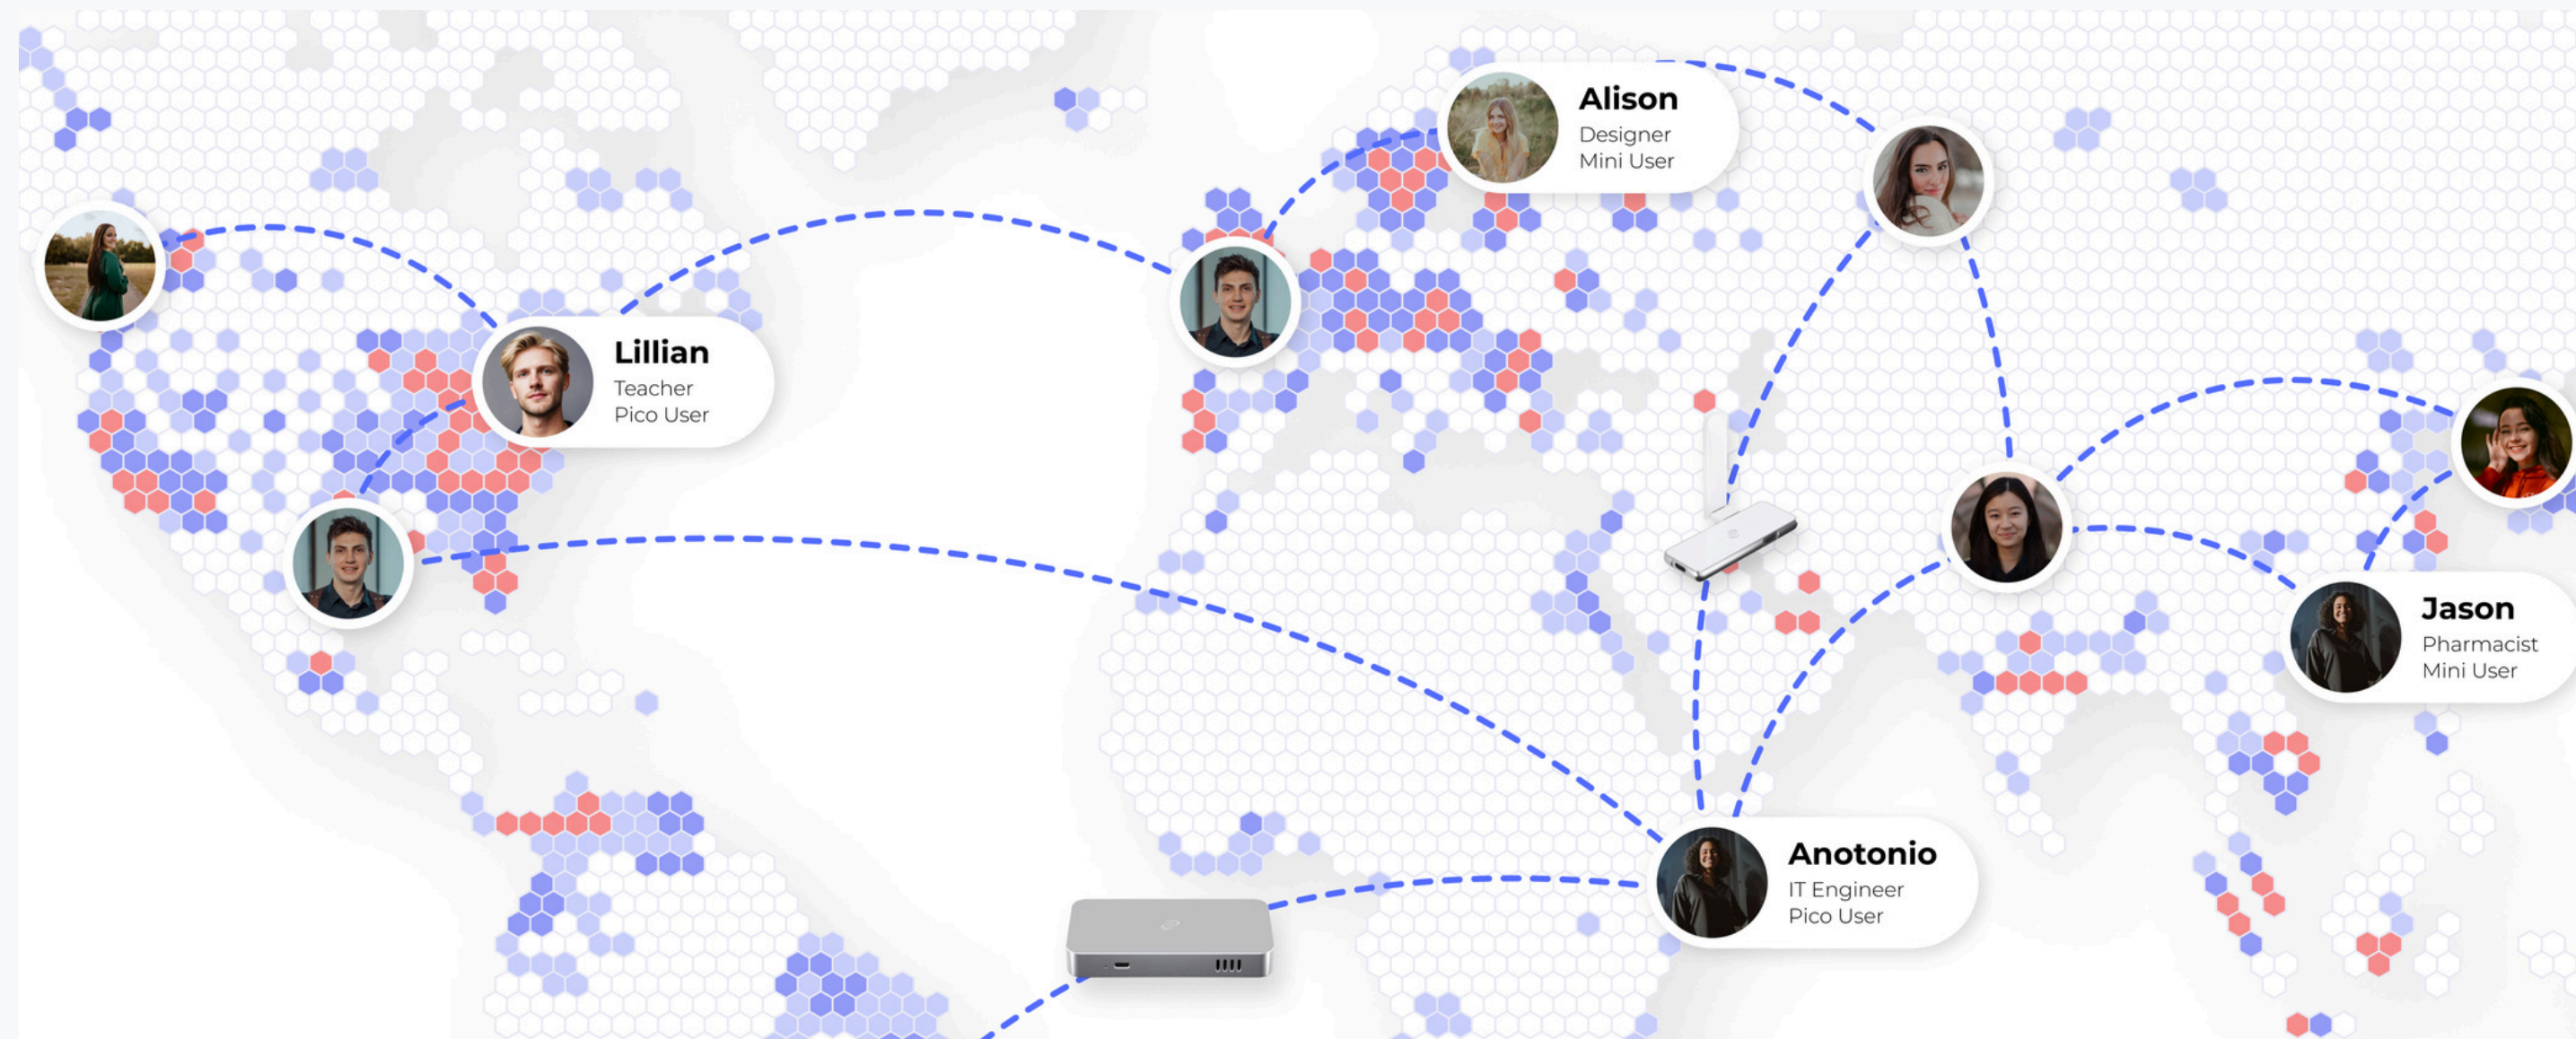 Alison
Designer
Mini User
Lillian
Teacher
Pico User
Jason
Pharmacist
Mini User
Anotonio
IT Engineer
Pico User